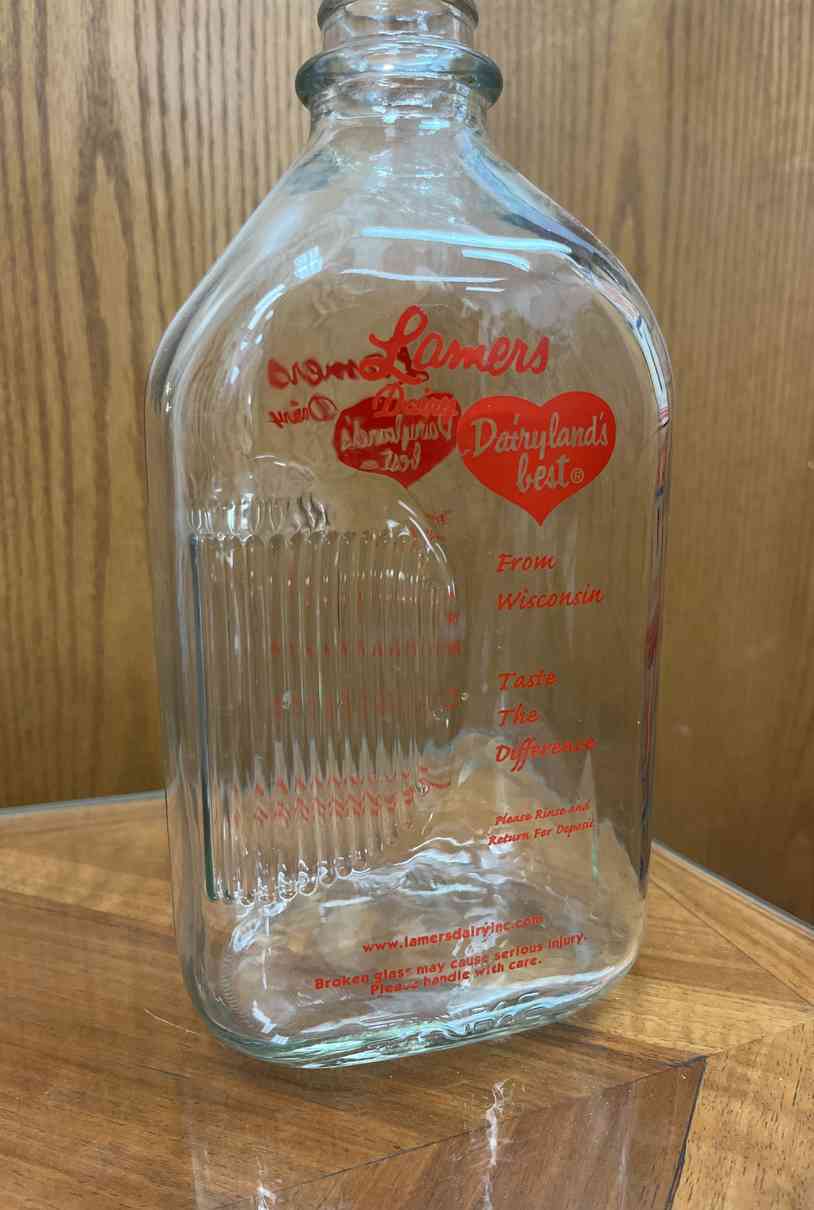 Lamers
Dairy
Dairyland's
best®
From
Wisconsin
Taste
The
Difference
Please Rinse and
Return For Deposit
www.lamersdairyinc.com
Broken glass may cause serious injury.
Please handle with care.